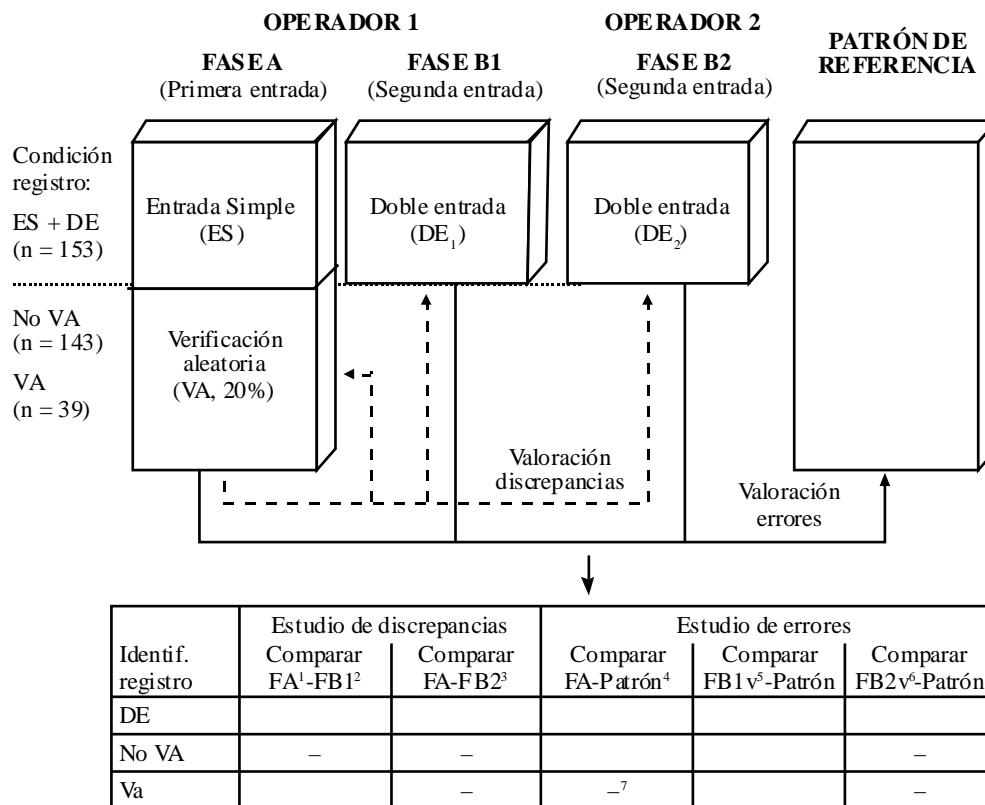 OPERADOR 1
OPERADOR 2
PATRÓN DE
REFERENCIA
FASE A
(Primera entrada)
FASE B1
(Segunda entrada)
FASE B2
(Segunda entrada)
Condición
registro:
ES + DE
(n = 153)
Entrada Simple
(ES)
Doble entrada
(DE₁)
Doble entrada
(DE₂)
No VA
(n = 143)
VA
(n = 39)
Verificación
aleatoria
(VA, 20%)
Valoración
discrepancias
Valoración
errores
Estudio de discrepancias
Estudio de errores
Identif.
registro
Comparar
FA¹-FB1²
Comparar
FA-FB2³
Comparar
FA-Patrón⁴
Comparar
FB1v⁵-Patrón
Comparar
FB2v⁶-Patrón
DE
No VA – – –
Va – –⁷ –